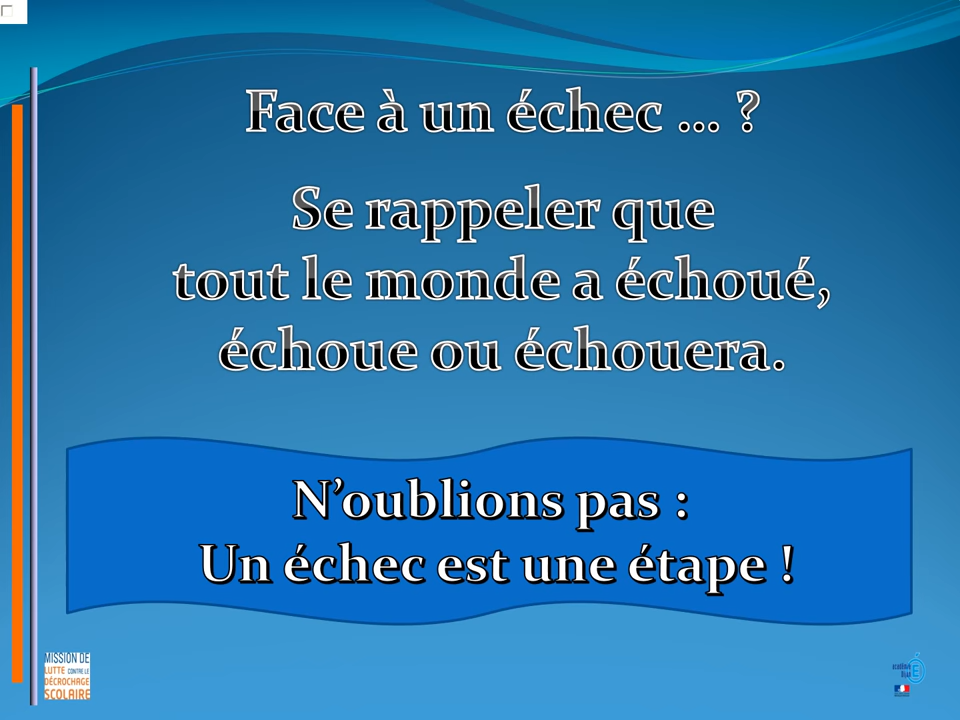 Face à un échec ... ?
Se rappeler que
tout le monde a échoué,
échoue ou échouera.
N’oublions pas :
Un échec est une étape !
MISSION DE
LUTTE CONTRE LE
DÉCROCHAGE
SCOLAIRE
académie